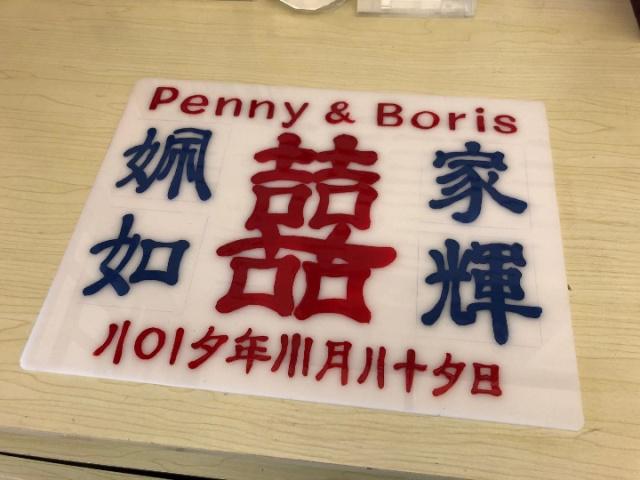 Penny & Boris
姵如
囍
家輝
〢〇〡〩年〣月〢十〩日